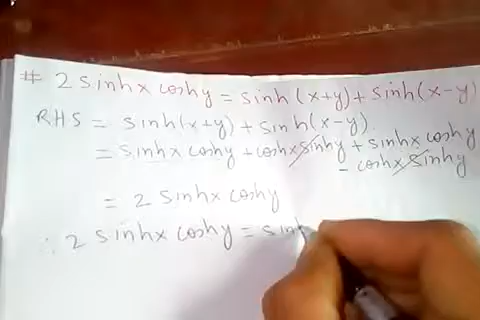 # 2 sinhx coshy = sinh (x+y) + sinh(x-y)
RHS = sinh(x+y) + sinh(x-y)
= sinhx coshy + coshx sinhy + sinhx coshy
- coshx sinhy
= 2 sinhx coshy
∴ 2 sinhx coshy = sinh